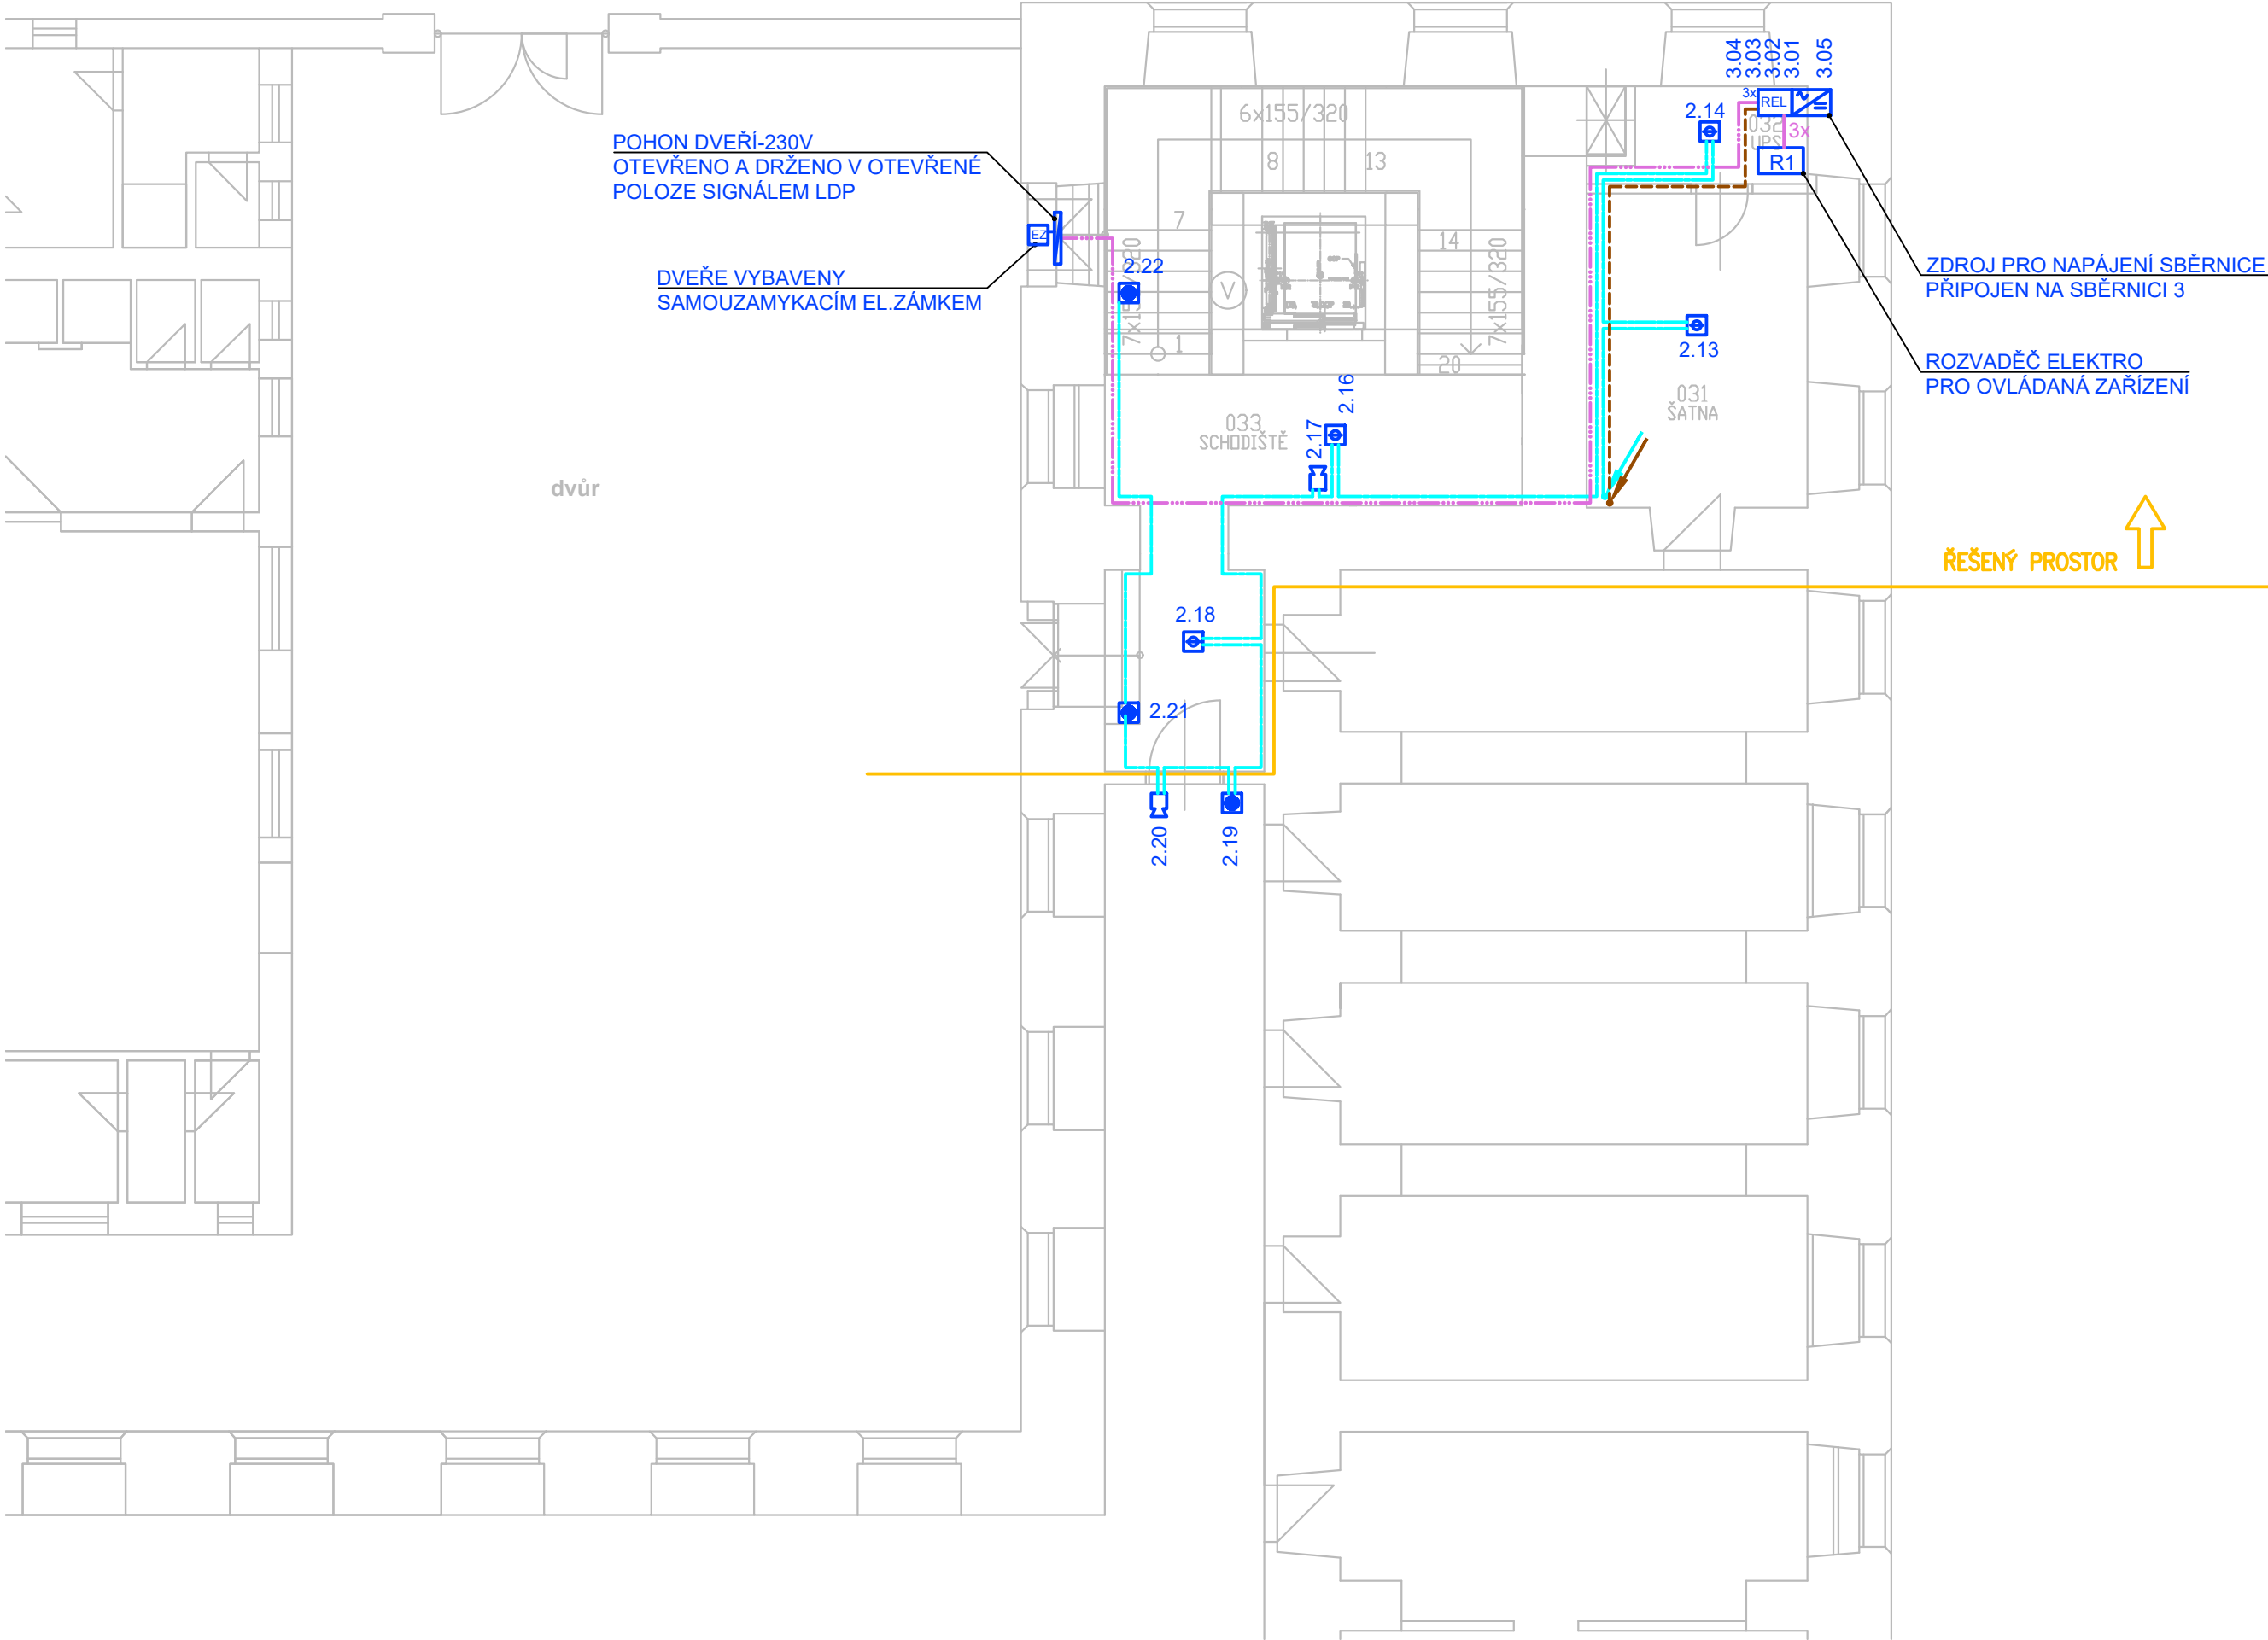 3.04
3.03
3.02
3.01
3.05
3x
REL
2.14
032
UPS
3x
R1
6x155/320
8
13
POHON DVEŘÍ-230V
OTEVŘENO A DRŽENO V OTEVŘENÉ
POLOZE SIGNÁLEM LDP
EZ
7
14
7x155/320
7x155/320
V
1
20
2.22
DVEŘE VYBAVENY
SAMOUZAMYKACÍM EL.ZÁMKEM
ZDROJ PRO NAPÁJENÍ SBĚRNICE
PŘIPOJEN NA SBĚRNICI 3
2.13
ROZVADĚČ ELEKTRO
PRO OVLÁDANÁ ZAŘÍZENÍ
031
ŠATNA
2.16
2.17
033
SCHODIŠTĚ
dvůr
ŘEŠENÝ PROSTOR
2.18
2.21
2.20
2.19